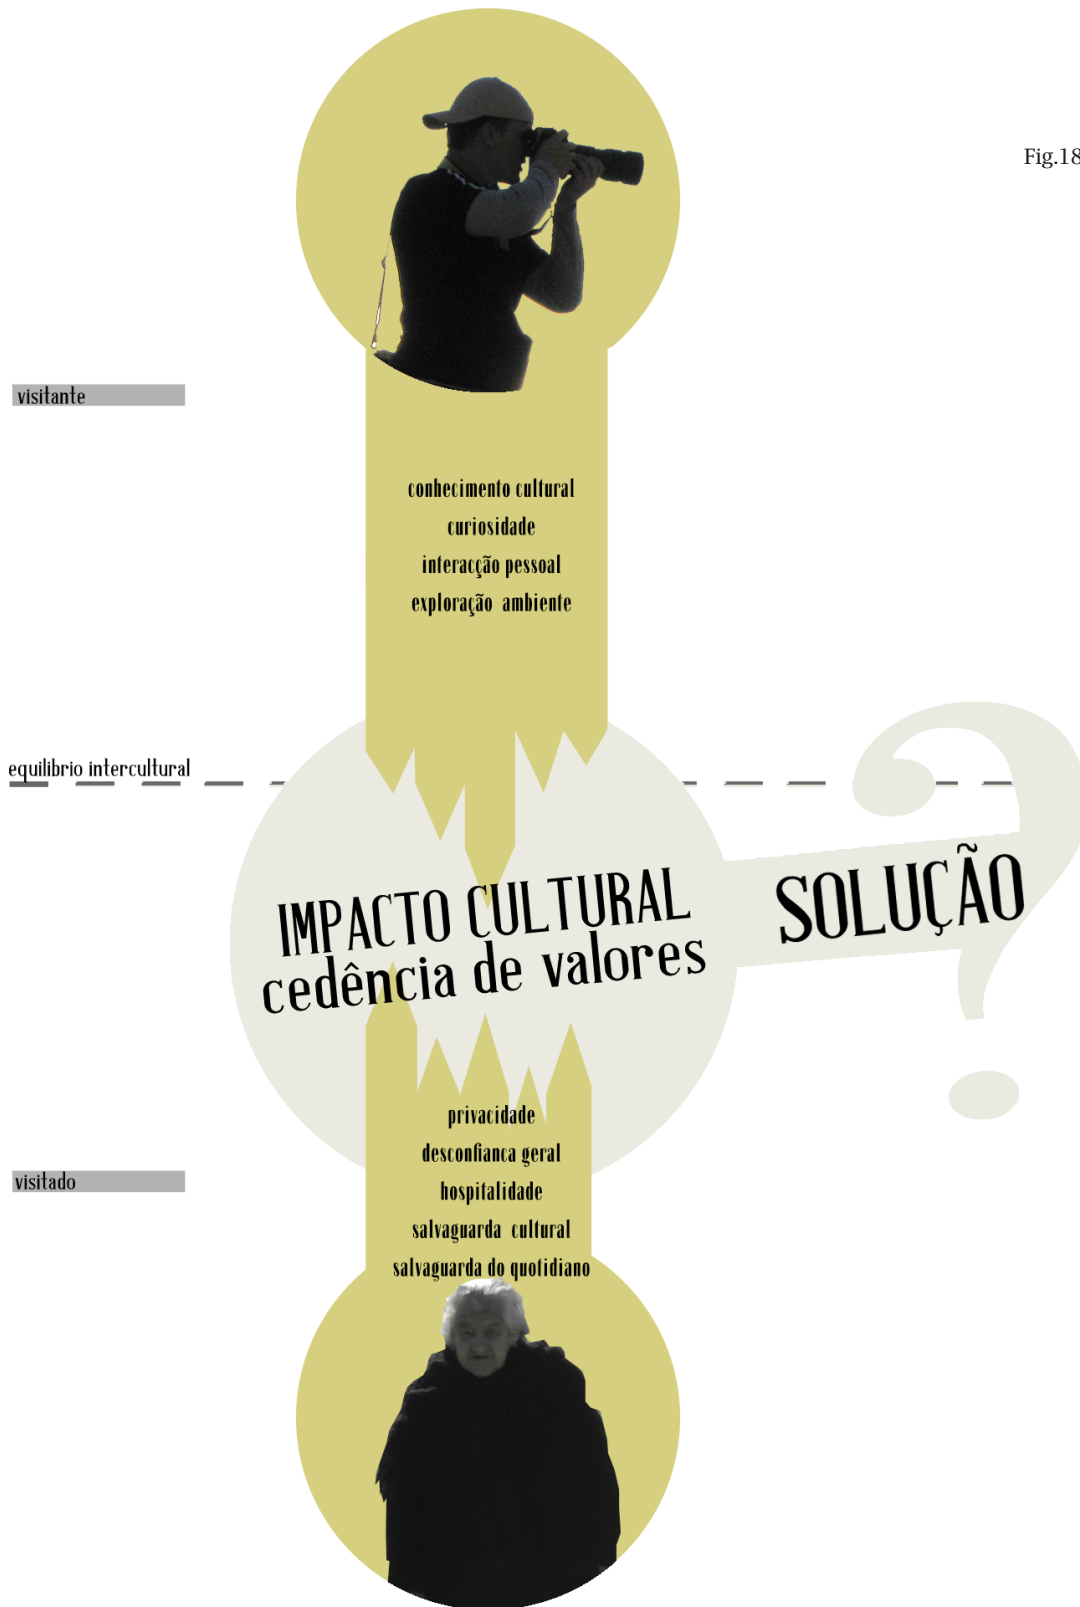 Fig.18
visitante
conhecimento cultural
curiosidade
interacção pessoal
exploração ambiente
equilibrio intercultural
IMPACTO CULTURAL
cedência de valores
SOLUÇÃO
?
privacidade
desconfianca geral
visitado
hospitalidade
salvaguarda cultural
salvaguarda do quotidiano